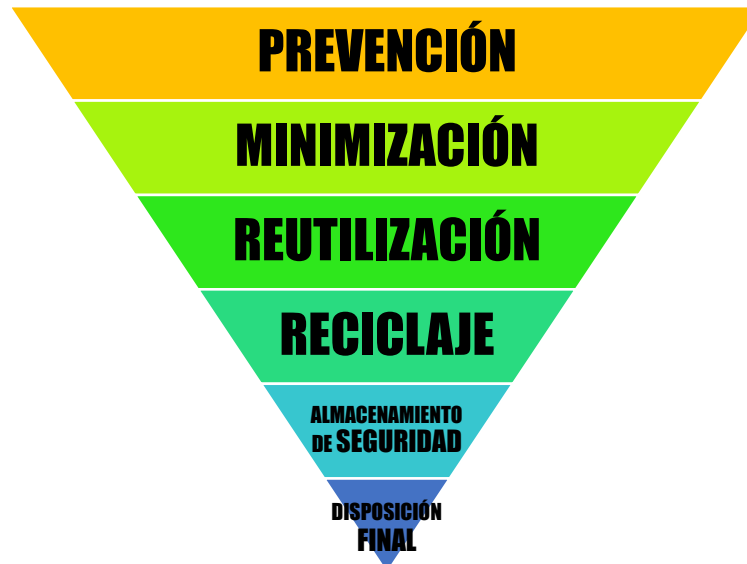 PREVENCIÓN
MINIMIZACIÓN
REUTILIZACIÓN
RECICLAJE
ALMACENAMIENTO
DE SEGURIDAD
DISPOSICIÓN
FINAL